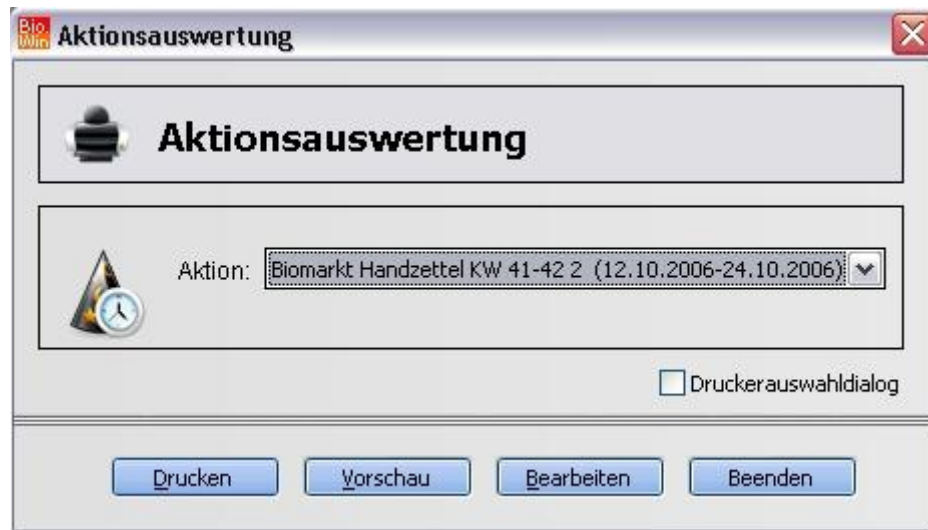 Bio Win Aktionsauswertung
Aktionsauswertung
Aktion: Biomarkt Handzettel KW 41-42 2 (12.10.2006-24.10.2006)
Druckerauswahldialog
Drucken Vorschau Bearbeiten Beenden